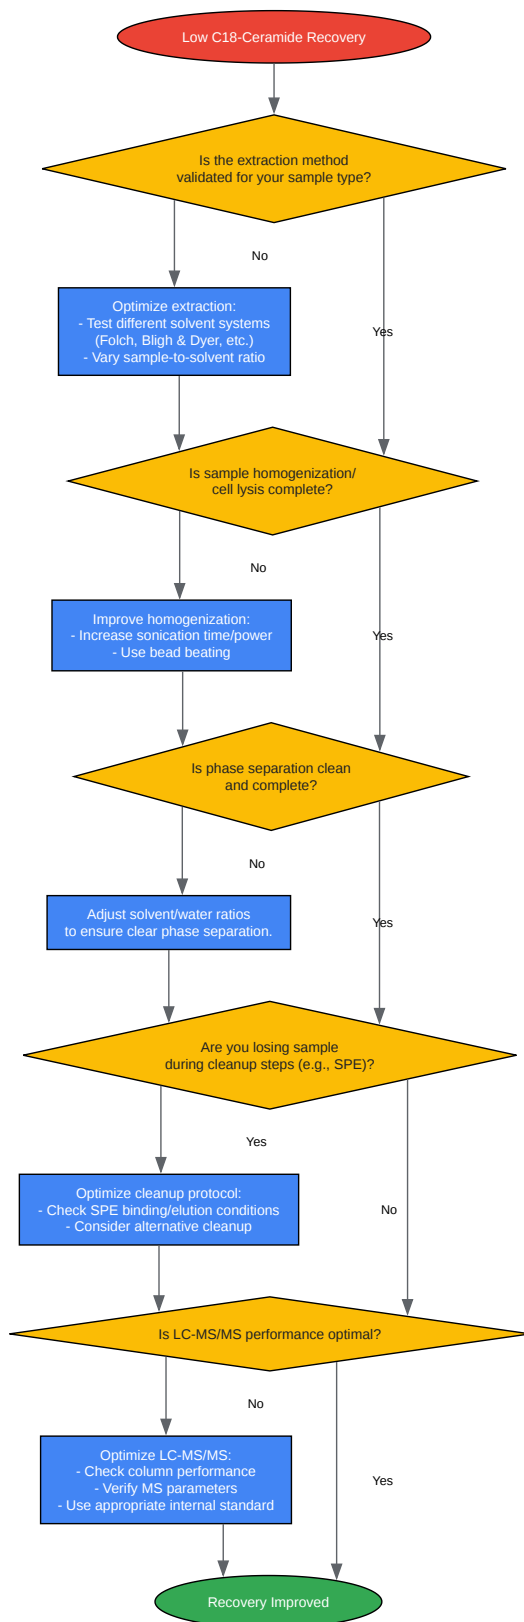 Low C18-Ceramide Recovery
Is the extraction method
validated for your sample type?
No
Optimize extraction:
- Test different solvent systems
(Folch, Bligh & Dyer, etc.)
- Vary sample-to-solvent ratio
Yes
Is sample homogenization/
cell lysis complete?
No
Improve homogenization:
- Increase sonication time/power
- Use bead beating
Yes
Is phase separation clean
and complete?
No
Adjust solvent/water ratios
to ensure clear phase separation.
Yes
Are you losing sample
during cleanup steps (e.g., SPE)?
Yes
Optimize cleanup protocol:
- Check SPE binding/elution conditions
- Consider alternative cleanup
No
Is LC-MS/MS performance optimal?
No
Optimize LC-MS/MS:
- Check column performance
- Verify MS parameters
- Use appropriate internal standard
Yes
Recovery Improved